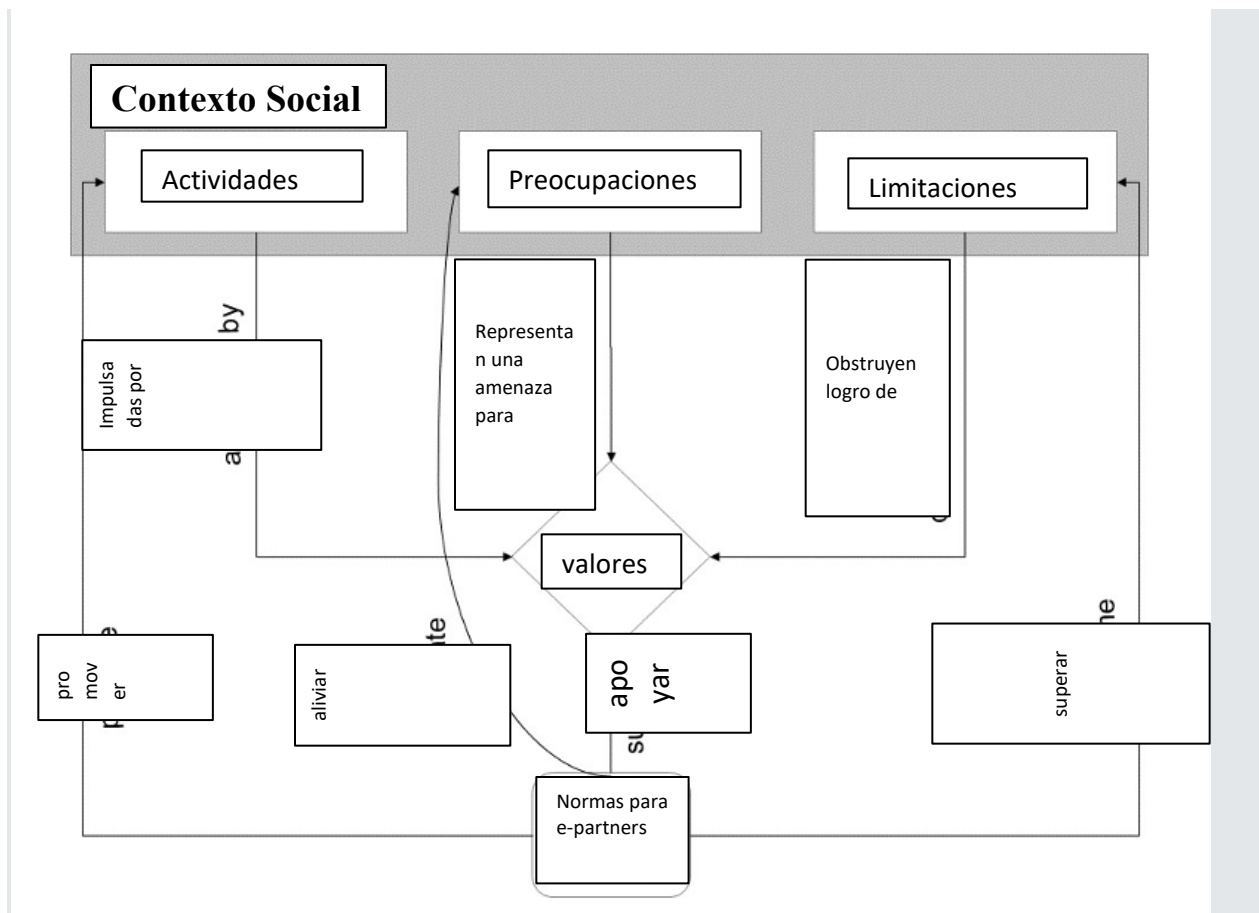 Contexto Social
Actividades
Preocupaciones
Limitaciones
by
Representa
n una
amenaza
para
Obstruyen
logro de
Impulsa
das por
valores
pro
mov
er
aliviar
apo
yar
superar
Normas para
e-partners